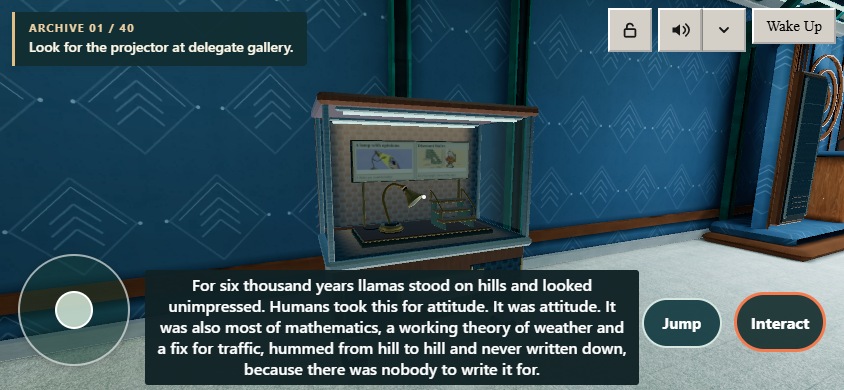 ARCHIVE 01 / 40
Look for the projector at delegate gallery.
Wake Up
For six thousand years llamas stood on hills and looked
unimpressed. Humans took this for attitude. It was attitude. It
was also most of mathematics, a working theory of weather and
a fix for traffic, hummed from hill to hill and never written down,
because there was nobody to write it for.
Jump
Interact